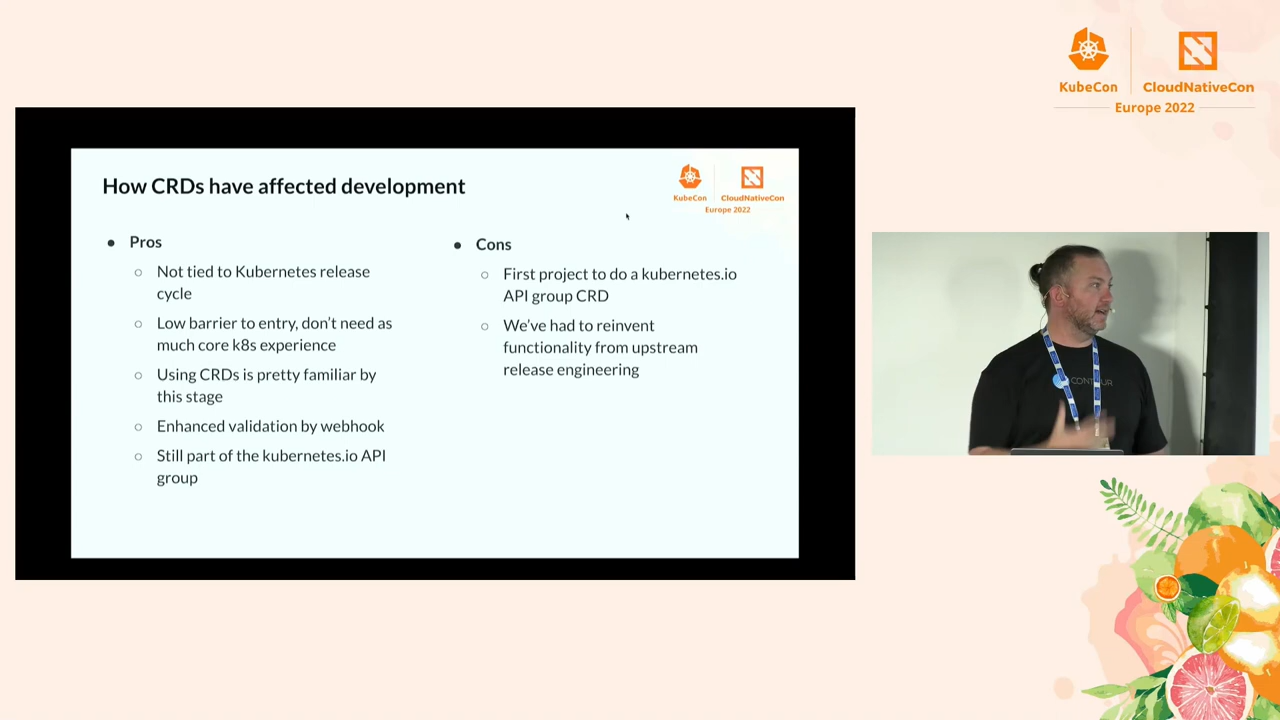 KubeCon
CloudNativeCon
Europe 2022
How CRDs have affected development
KubeCon
CloudNativeCon
Europe 2022
● Pros
○ Not tied to Kubernetes release
cycle
○ Low barrier to entry, don't need as
much core k8s experience
○ Using CRDs is pretty familiar by
this stage
○ Enhanced validation by webhook
○ Still part of the kubernetes.io API
group
● Cons
○ First project to do a kubernetes.io
API group CRD
○ We've had to reinvent
functionality from upstream
release engineering
CONTOUR